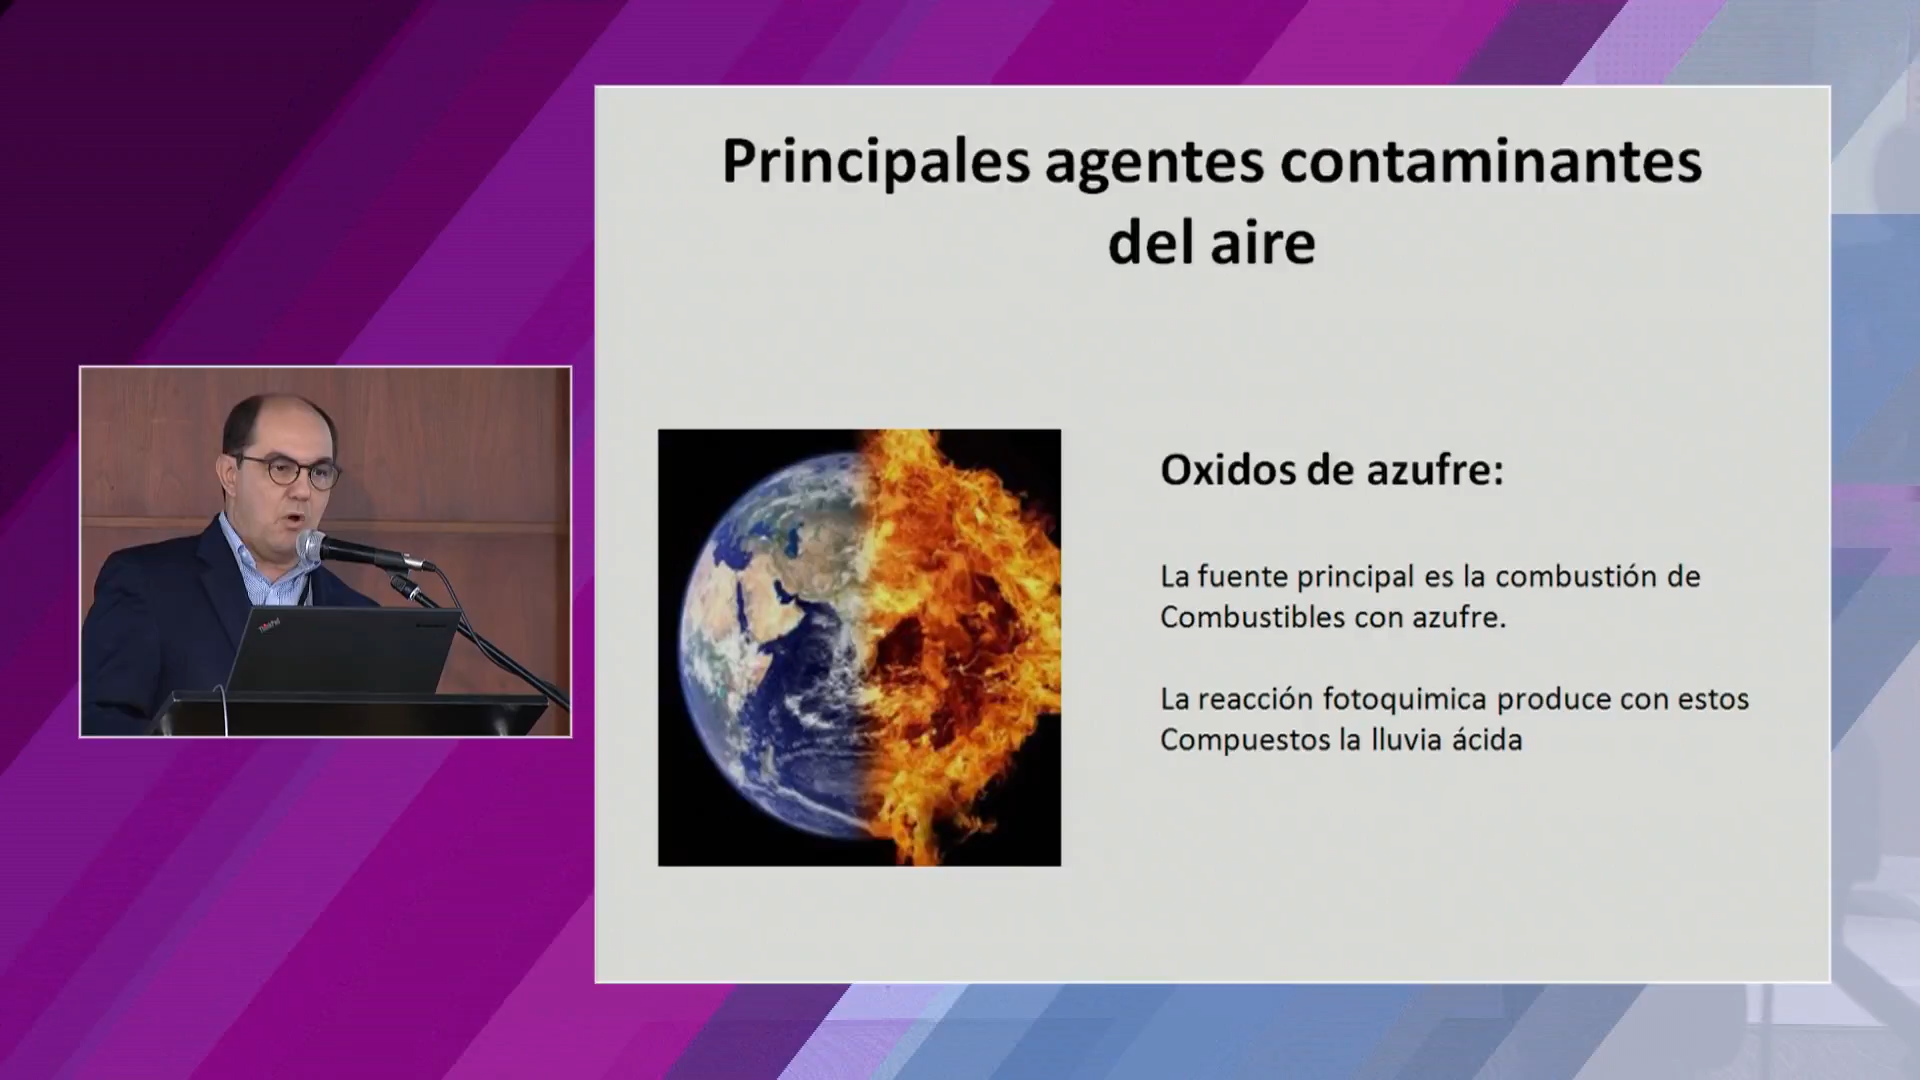 Principales agentes contaminantes
del aire
Oxidos de azufre:
La fuente principal es la combustión de
Combustibles con azufre.
La reacción fotoquimica produce con estos
Compuestos la lluvia ácida
ThinkPad